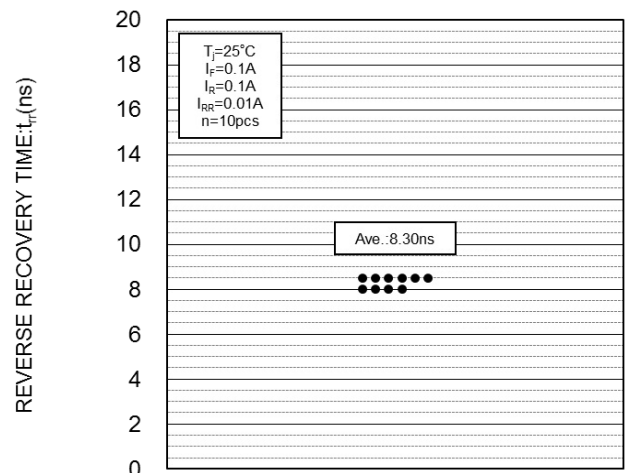 REVERSE RECOVERY TIME:trr(ns)
20
18
16
14
12
10
8
6
4
2
0
Tj=25°C
IF=0.1A
IR=0.1A
IRR=0.01A
n=10pcs
Ave.:8.30ns